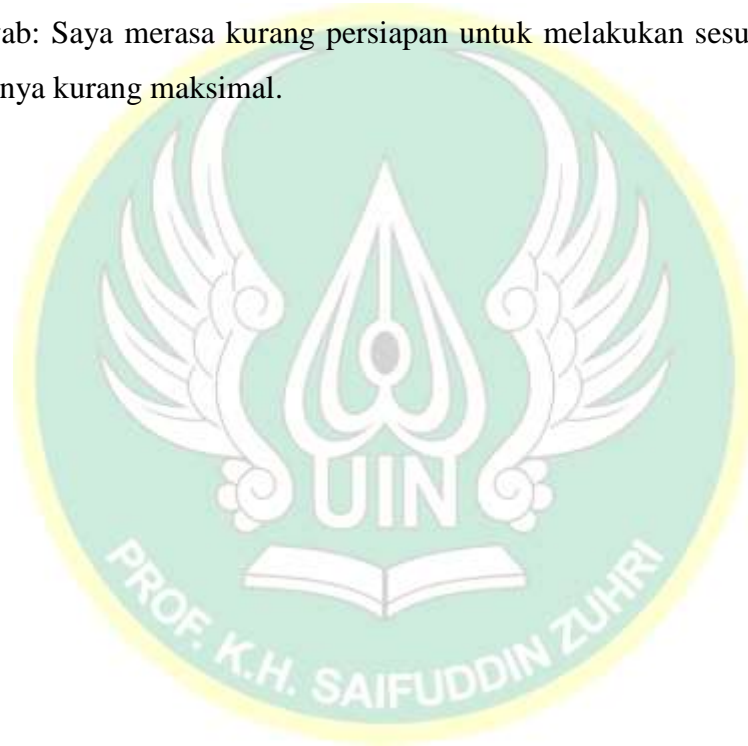 ab: Saya merasa kurang persiapan untuk melakukan sesu
nya kurang maksimal.
UIN
PROF. K.H. SAIFUDDIN ZUHRI